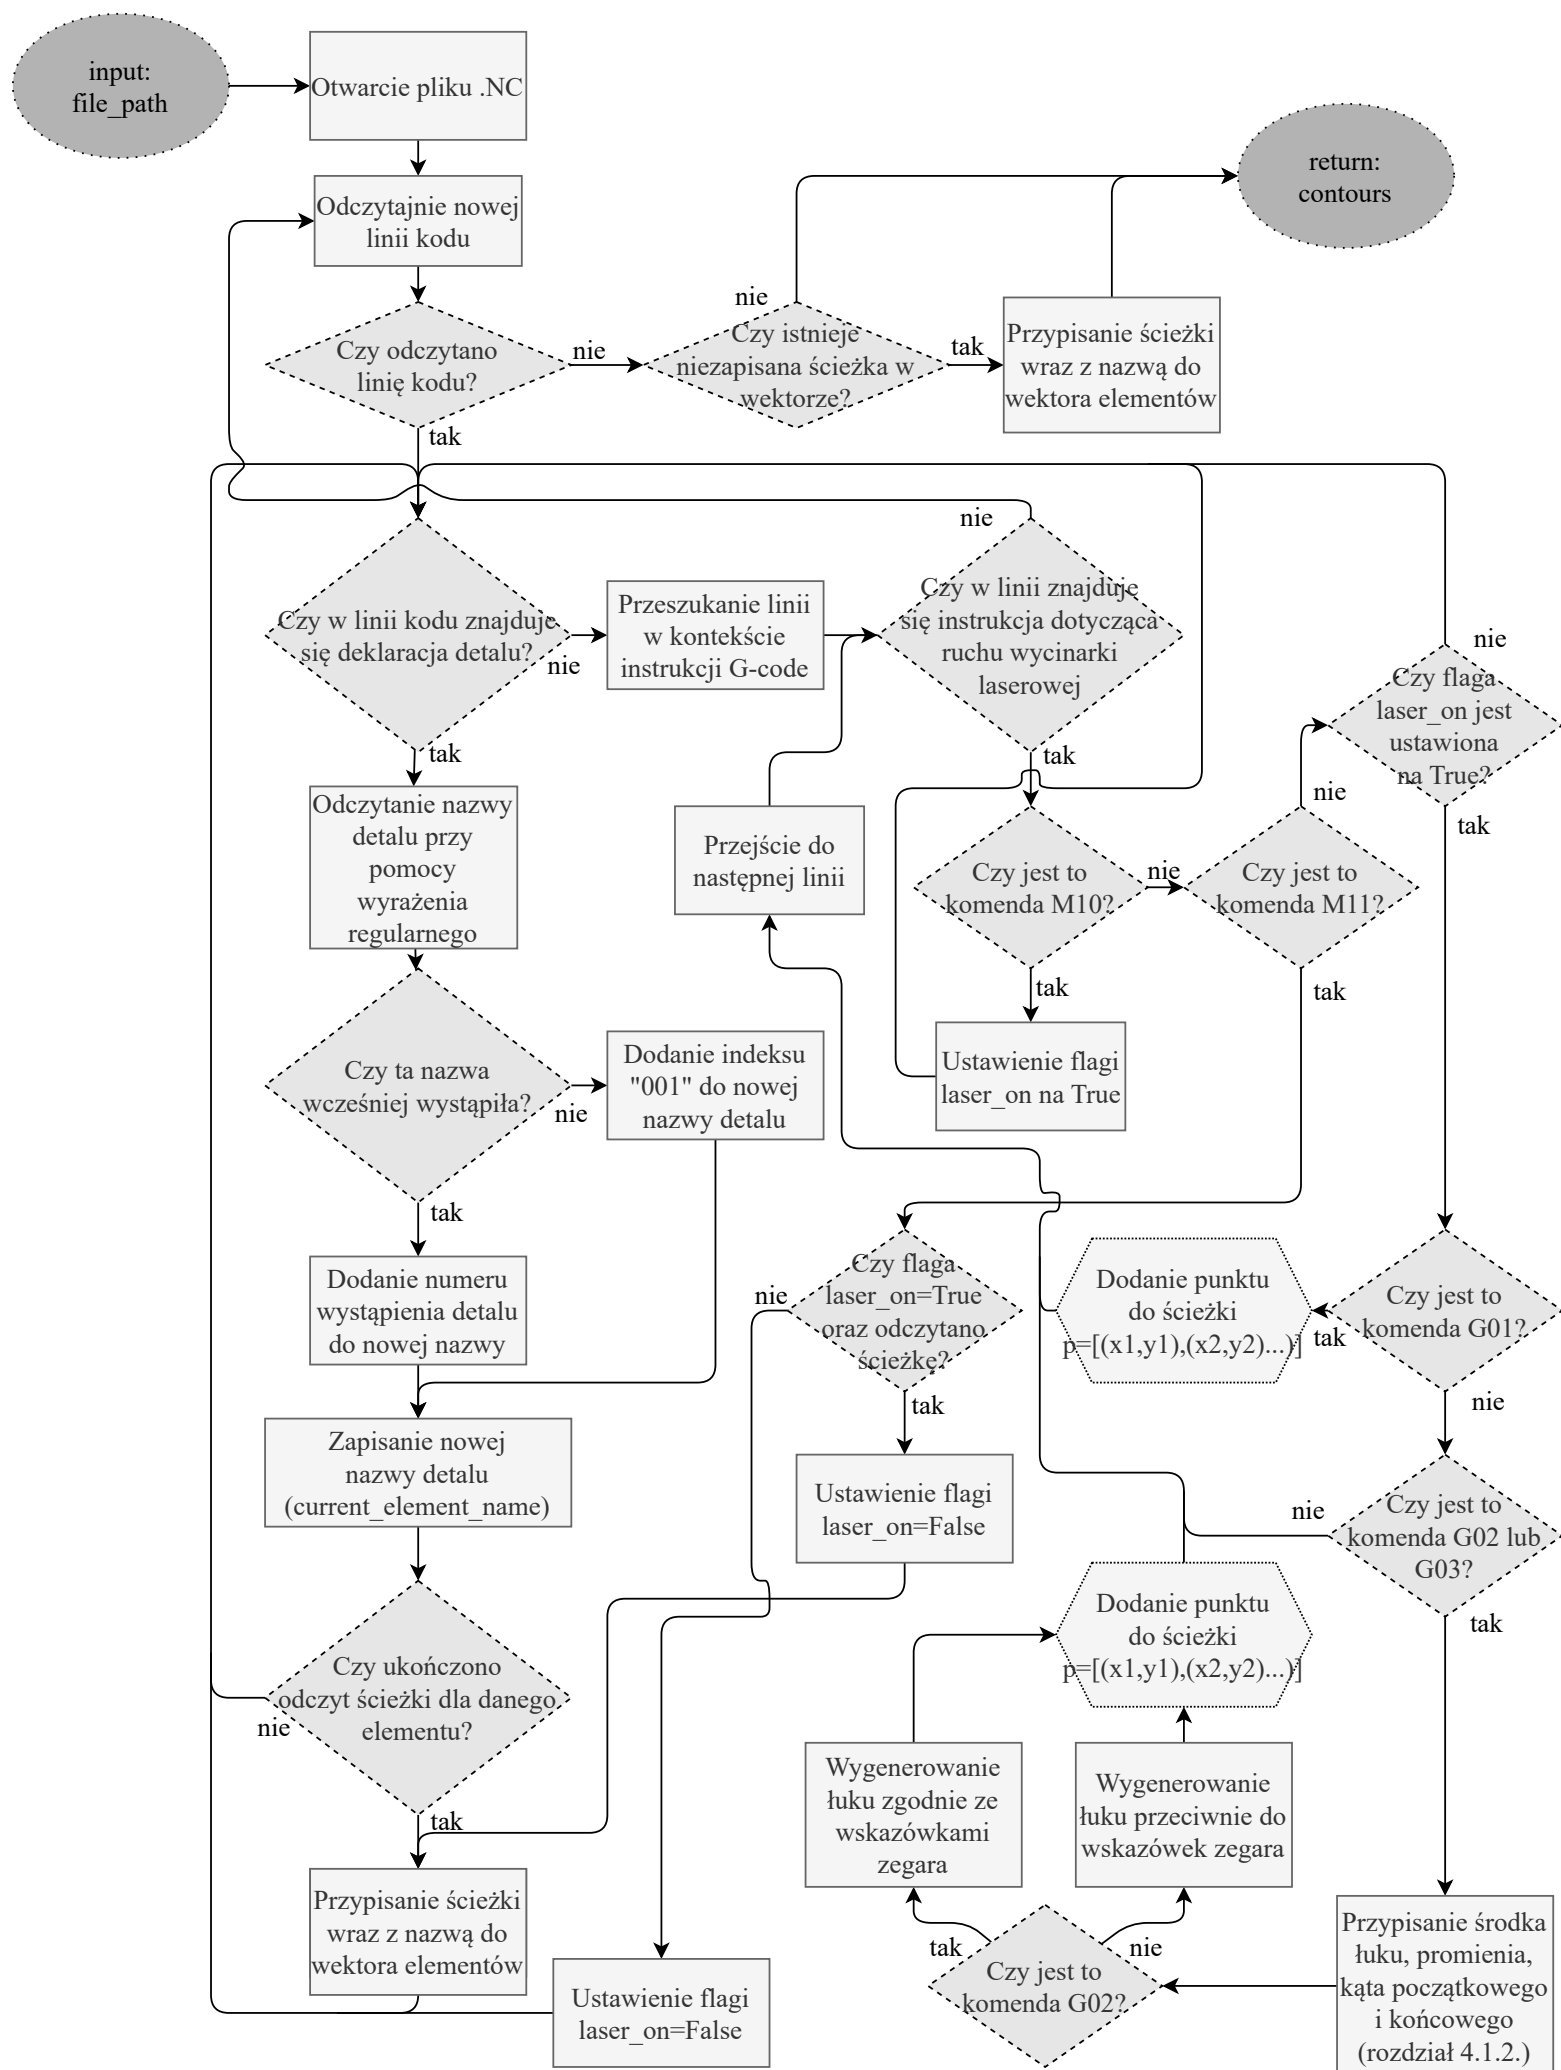 input:
file_path
Otwarcie pliku .NC
return:
contours
Odczytajnie nowej
linii kodu
Czy odczytano
linię kodu?
nie
tak
Czy istnieje
niezapisana ścieżka w
wektorze?
nie
tak
Przypisanie ścieżki
wraz z nazwą do
wektora elementów
Czy w linii kodu znajduje
się deklaracja detalu?
nie
tak
Przeszukanie linii
w kontekście
instrukcji G-code
Czy w linii znajduje
się instrukcja dotycząca
ruchu wycinarki
laserowej
nie
tak
Czy flaga
laser_on jest
ustawiona
na True?
nie
tak
Odczytanie nazwy
detalu przy
pomocy
wyrażenia
regularnego
Przejście do
następnej linii
Czy jest to
komenda M10?
nie
tak
Czy jest to
komenda M11?
nie
tak
Ustawienie flagi
laser_on na True
Czy ta nazwa
wcześniej wystąpiła?
nie
tak
Dodanie indeksu
"001" do nowej
nazwy detalu
Dodanie numeru
wystąpienia detalu
do nowej nazwy
Czy flaga
laser_on=True
oraz odczytano
ścieżkę?
nie
tak
Dodanie punktu
do ścieżki
p=[(x1,y1),(x2,y2)...)]
Czy jest to
komenda G01?
tak
nie
Zapisanie nowej
nazwy detalu
(current_element_name)
Ustawienie flagi
laser_on=False
Czy jest to
komenda G02 lub
G03?
nie
tak
Czy ukończono
odczyt ścieżki dla danego
elementu?
nie
tak
Dodanie punktu
do ścieżki
p=[(x1,y1),(x2,y2)...)]
Wygenerowanie
łuku zgodnie ze
wskazówkami
zegara
Wygenerowanie
łuku przeciwnie do
wskazówek zegara
Przypisanie ścieżki
wraz z nazwą do
wektora elementów
Ustawienie flagi
laser_on=False
tak
nie
Czy jest to
komenda G02?
Przypisanie środka
łuku, promienia,
kąta początkowego
i końcowego
(rozdział 4.1.2.)